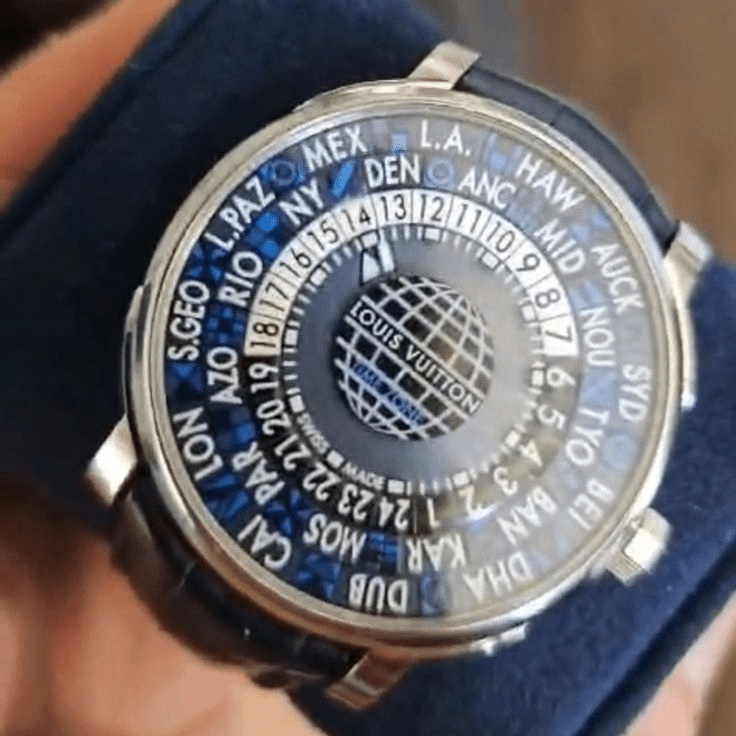 MEX
L.A.
HAW
AUCK
SYD
BEI
DHA
DUB
CAI
LON
S.GEO
L.PAZ
DEN
ANC
MID
NOU
TYO
BAN
KAR
MOS
PAR
AZO
RIO
NY
1 2 3 4 5 6 7 8 9 10 11 12 13 14 15 16 17 18 19 20 21 22 23 24
LOUIS VUITTON
TIME ZONE
SWISS MADE